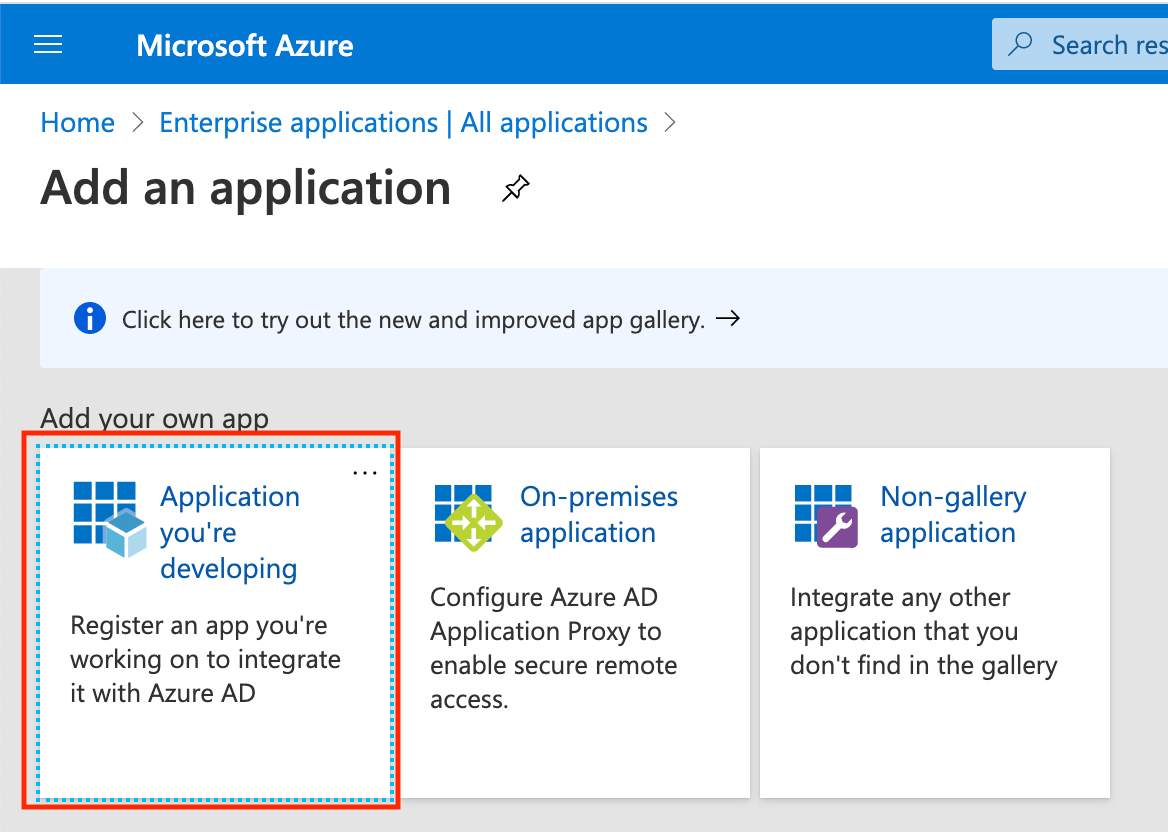 Microsoft Azure
Search res
Home > Enterprise applications | All applications >
Add an application
Click here to try out the new and improved app gallery. →
Add your own app
...
Application
you're
developing
Register an app you're
working on to integrate
it with Azure AD
On-premises
application
Configure Azure AD
Application Proxy to
enable secure remote
access.
Non-gallery
application
Integrate any other
application that you
don't find in the gallery